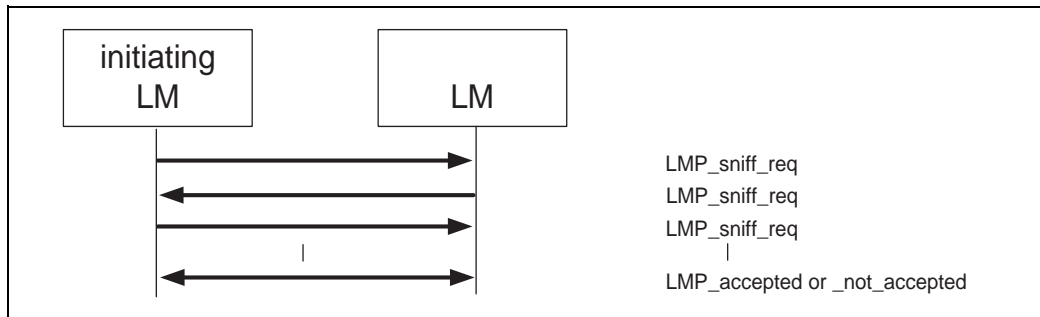 initiating
LM
LM
LMP_sniff_req
LMP_sniff_req
LMP_sniff_req
LMP_accepted or _not_accepted